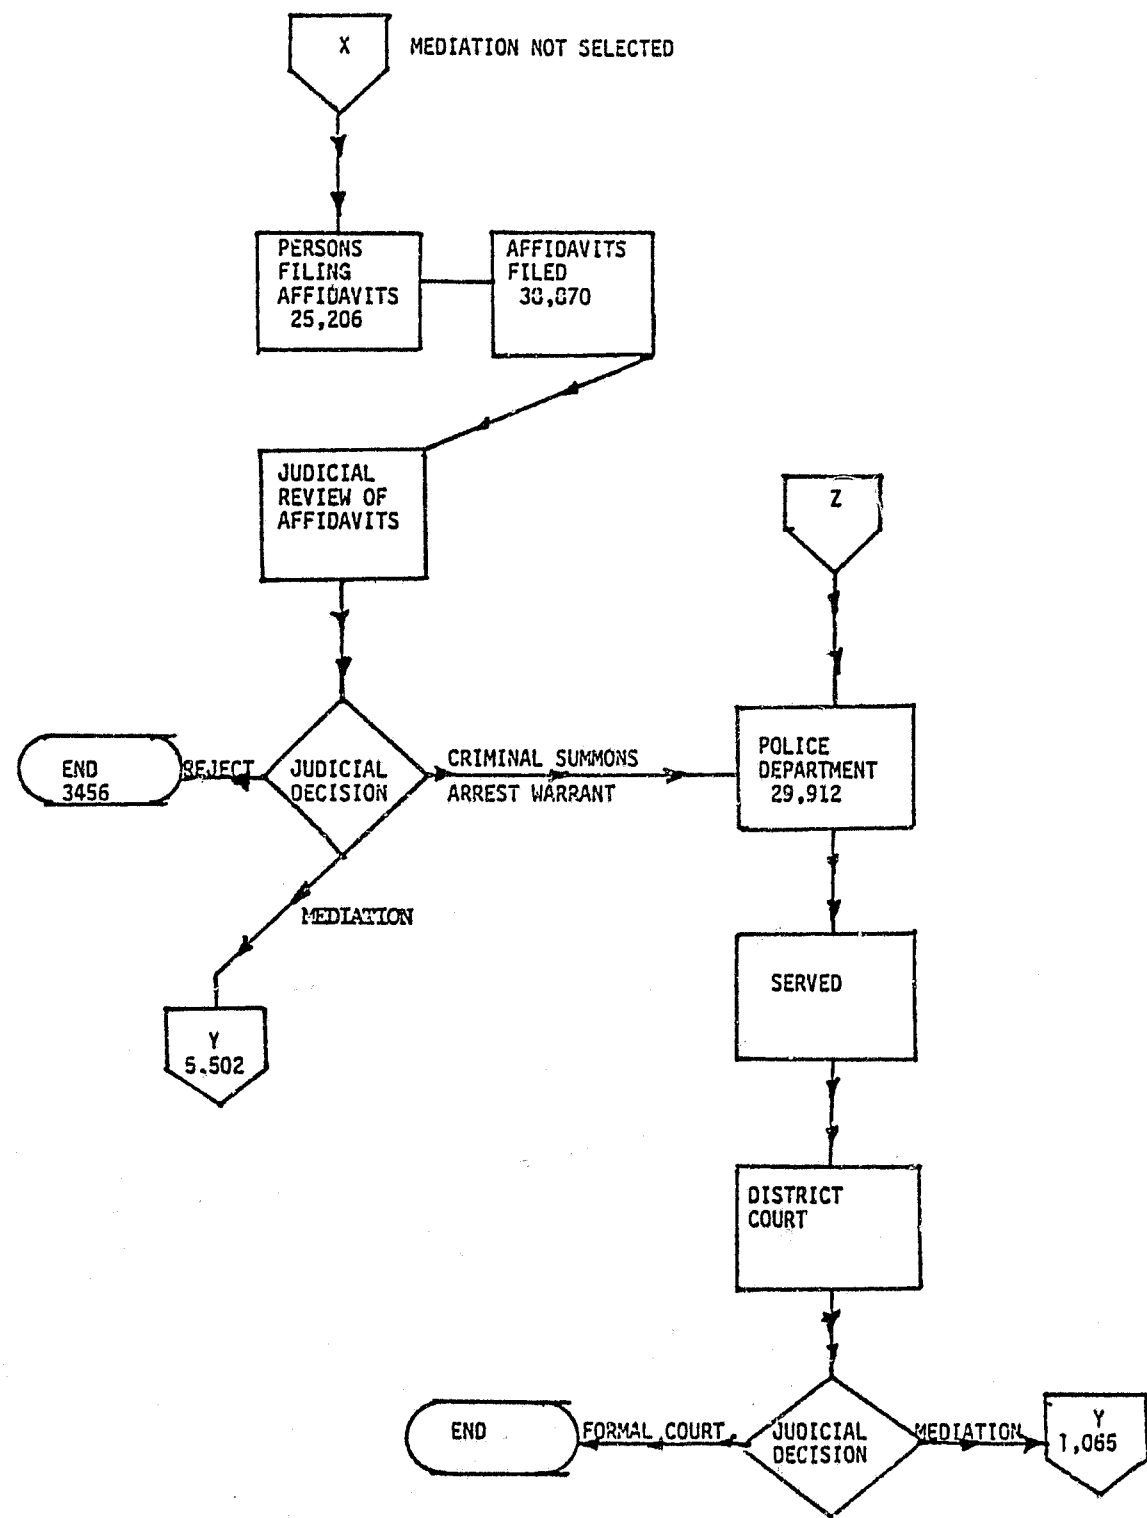 X
MEDIATION NOT SELECTED
PERSONS
FILING
AFFIDAVITS
25,206
AFFIDAVITS
FILED
38,870
JUDICIAL
REVIEW OF
AFFIDAVITS
Z
END
3456
REJECT
JUDICIAL
DECISION
CRIMINAL SUMMONS
ARREST WARRANT
POLICE
DEPARTMENT
29,912
MEDIATION
Y
5,502
SERVED
DISTRICT
COURT
END
FORMAL COURT
JUDICIAL
DECISION
MEDIATION
Y
1,065